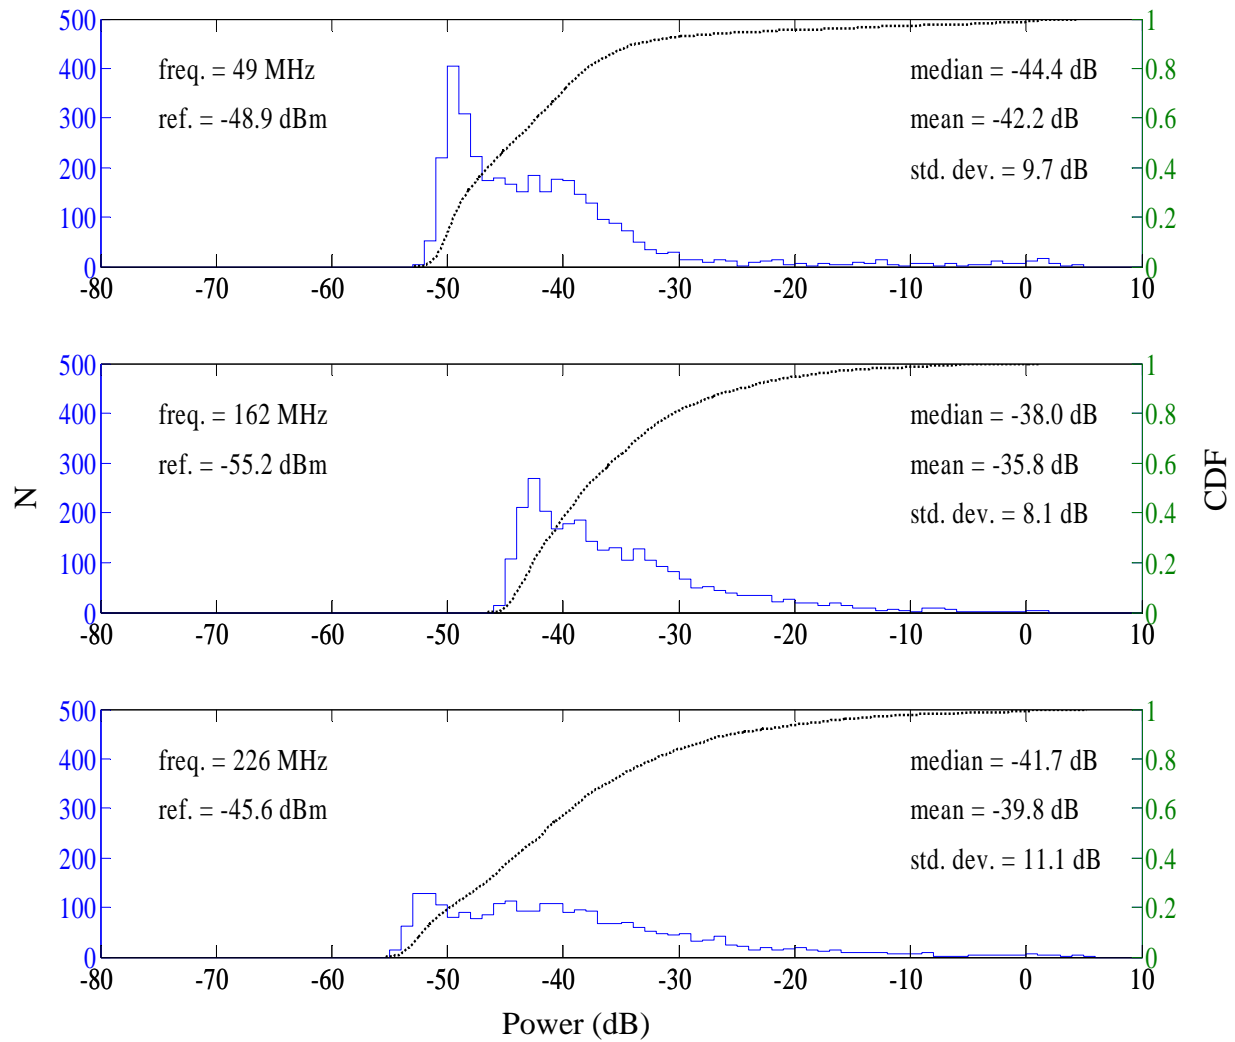 500
400
300
200
100
0
1
0.8
0.6
0.4
0.2
0
freq. = 49 MHz
ref. = -48.9 dBm
median = -44.4 dB
mean = -42.2 dB
std. dev. = 9.7 dB
-80 -70 -60 -50 -40 -30 -20 -10 0 10
500
400
300
200
100
0
1
0.8
0.6
0.4
0.2
0
freq. = 162 MHz
ref. = -55.2 dBm
median = -38.0 dB
mean = -35.8 dB
std. dev. = 8.1 dB
-80 -70 -60 -50 -40 -30 -20 -10 0 10
N
CDF
500
400
300
200
100
0
1
0.8
0.6
0.4
0.2
0
freq. = 226 MHz
ref. = -45.6 dBm
median = -41.7 dB
mean = -39.8 dB
std. dev. = 11.1 dB
-80 -70 -60 -50 -40 -30 -20 -10 0 10
Power (dB)